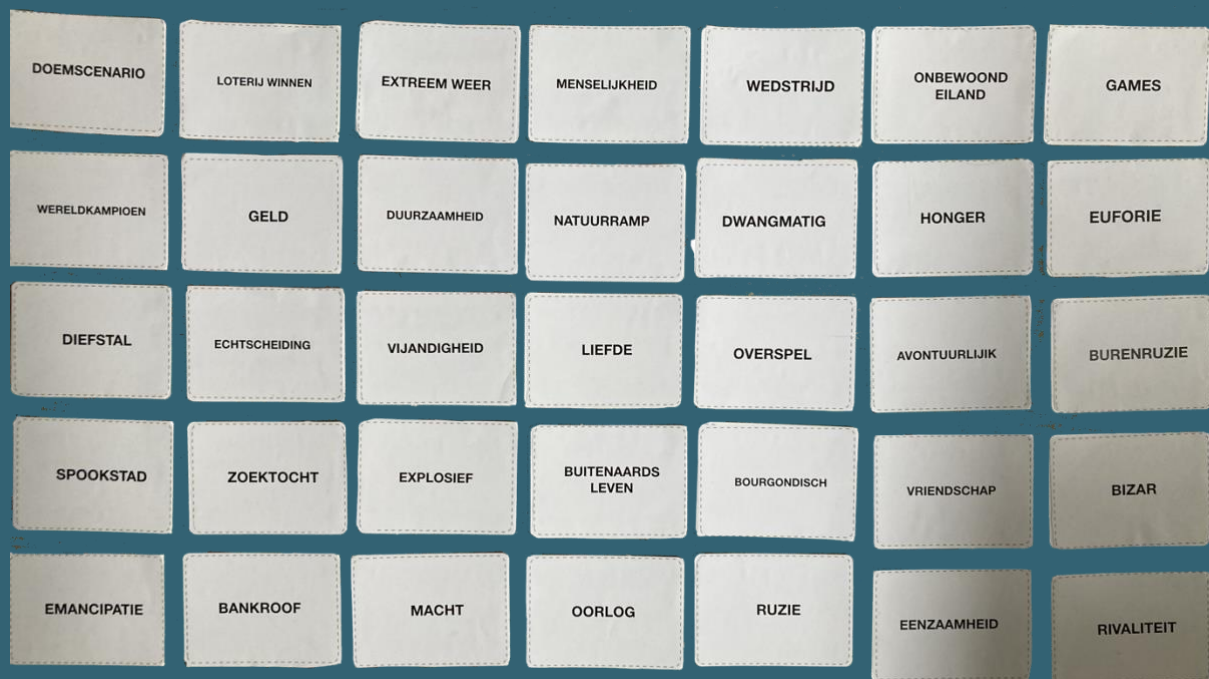 DOEMSCENARIO
LOTERIJ WINNEN
EXTREEM WEER
MENSELIJKHEID
WEDSTRIJD
ONBEWOOND
EILAND
GAMES
WERELDKAMPIOEN
GELD
DUURZAAMHEID
NATUURRAMP
DWANGMATIG
HONGER
EUFORIE
DIEFSTAL
ECHTSCHEIDING
VIJANDIGHEID
LIEFDE
OVERSPEL
AVONTUURLIJIK
BURENRUZIE
SPOOKSTAD
ZOEKTOCHT
EXPLOSIEF
BUITENAARDS
LEVEN
BOURGONDISCH
VRIENDSCHAP
BIZAR
EMANCIPATIE
BANKROOF
MACHT
OORLOG
RUZIE
EENZAAMHEID
RIVALITEIT